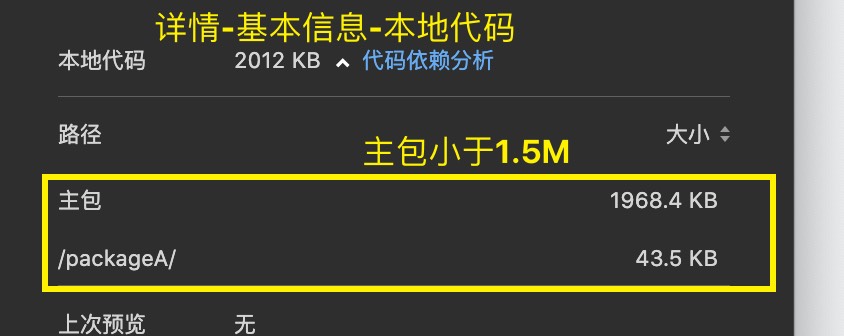 详情-基本信息-本地代码
本地代码 2012 KB 代码依赖分析
路径 大小
主包小于1.5M
主包 1968.4 KB
/packageA/ 43.5 KB
上次预览 无